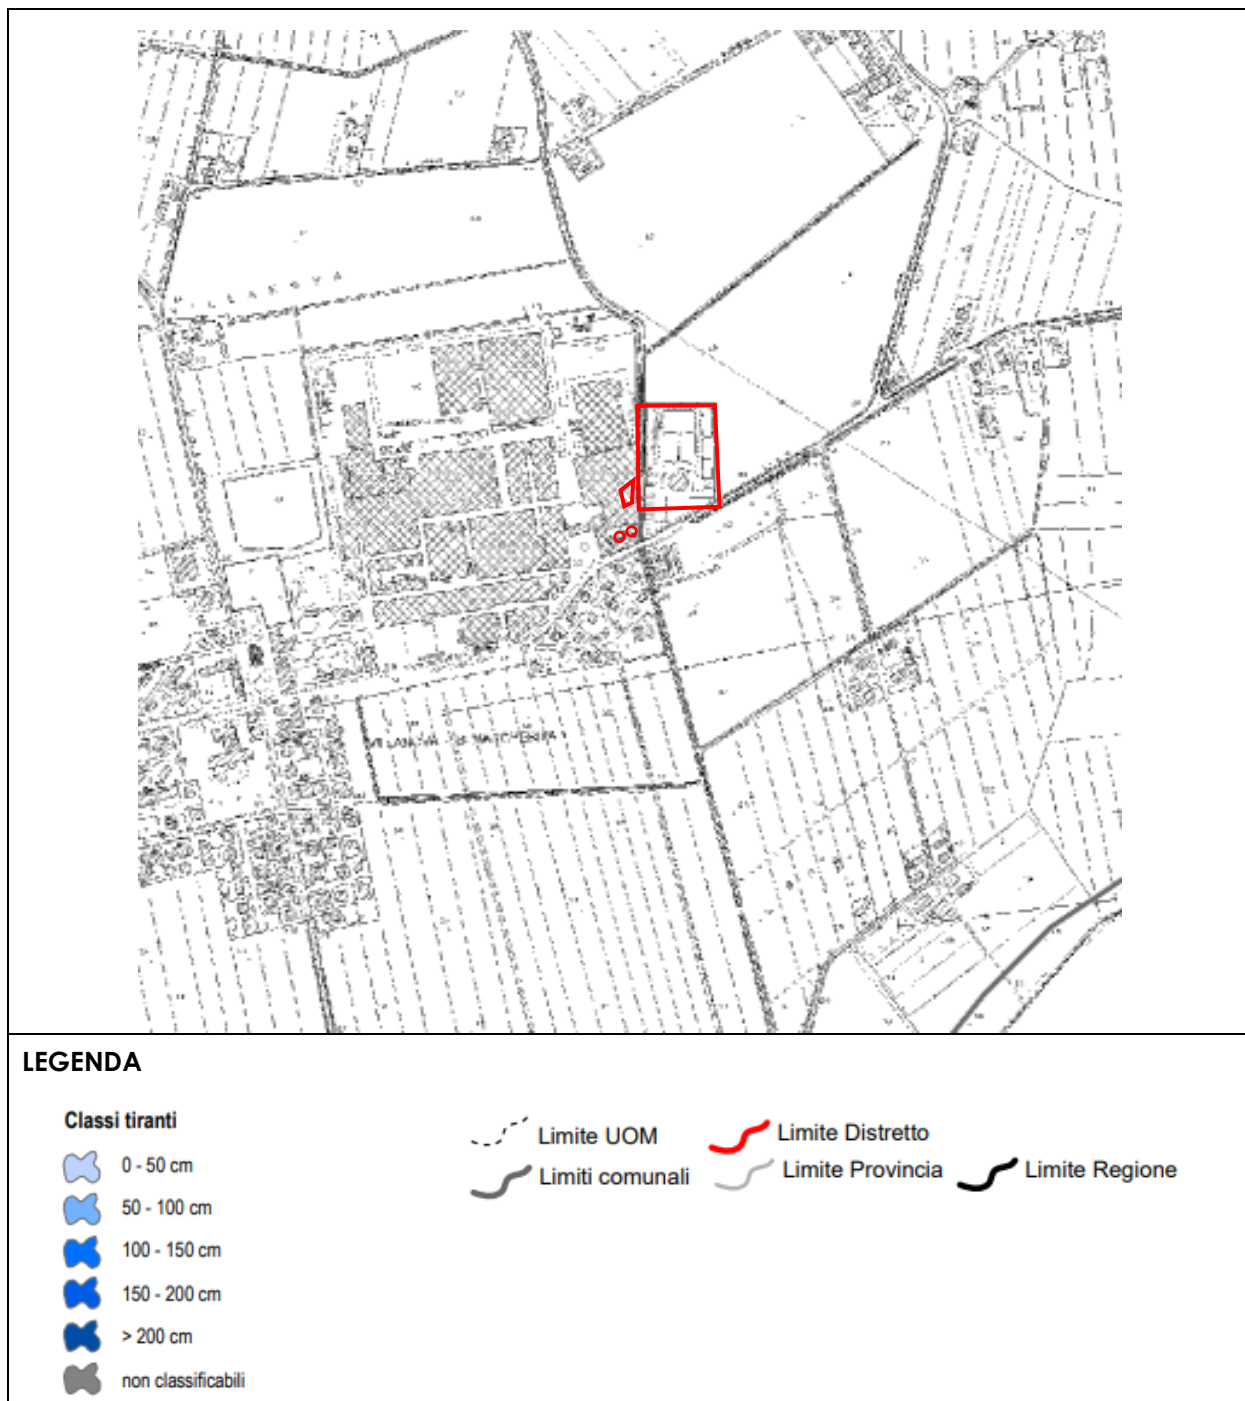 VILLANOVA
LEGENDA
Classi tiranti
0 - 50 cm
50 - 100 cm
100 - 150 cm
150 - 200 cm
> 200 cm
non classificabili
Limite UOM
Limiti comunali
Limite Distretto
Limite Provincia
Limite Regione